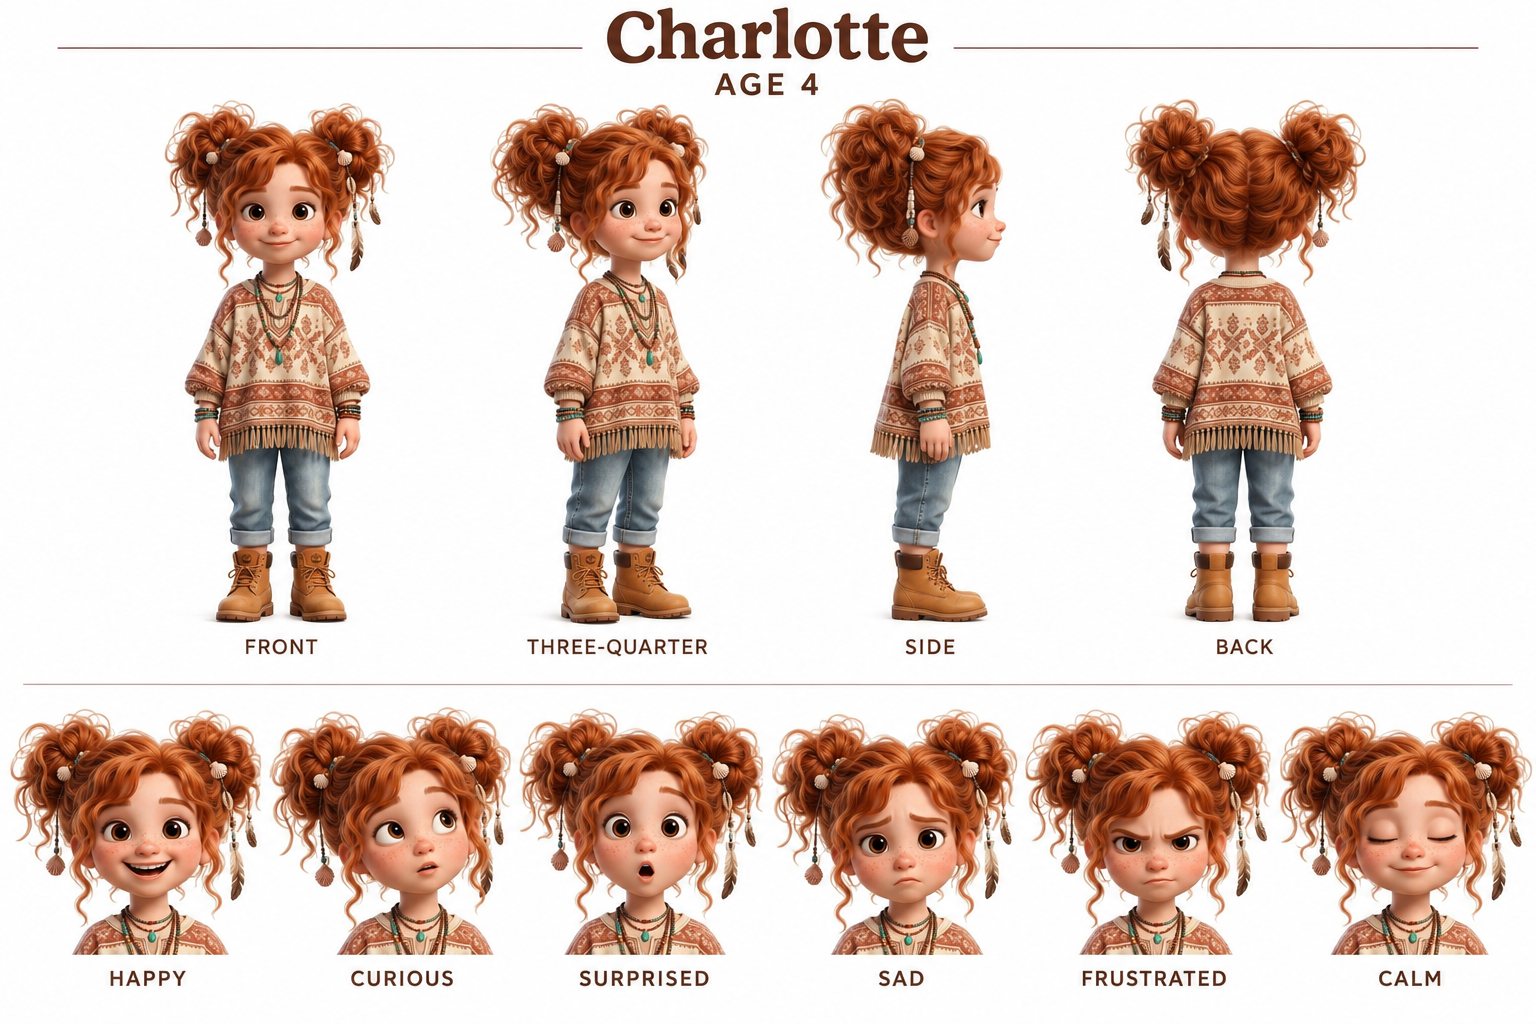 Charlotte
AGE 4
FRONT
THREE-QUARTER
SIDE
BACK
HAPPY
CURIOUS
SURPRISED
SAD
FRUSTRATED
CALM